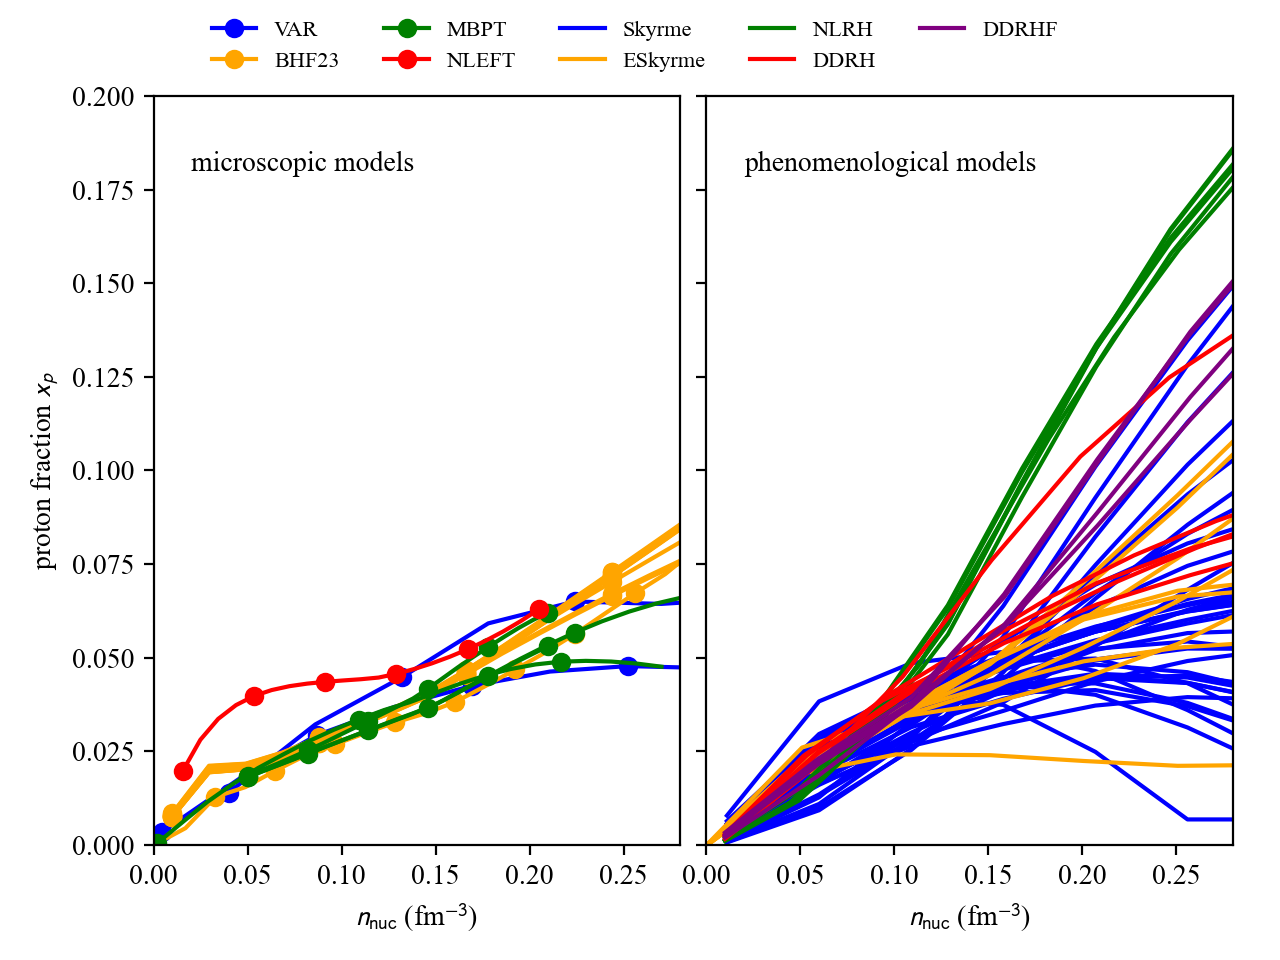 VAR MBPT Skyrme NLRH DDRHF
BHF23 NLEFT ESkyrme DDRH
microscopic models
phenomenological models
0.200
0.175
0.150
0.125
0.100
0.075
0.050
0.025
0.000
proton fraction xₚ
0.00 0.05 0.10 0.15 0.20 0.25
0.00 0.05 0.10 0.15 0.20 0.25
n_nuc (fm⁻³)
n_nuc (fm⁻³)